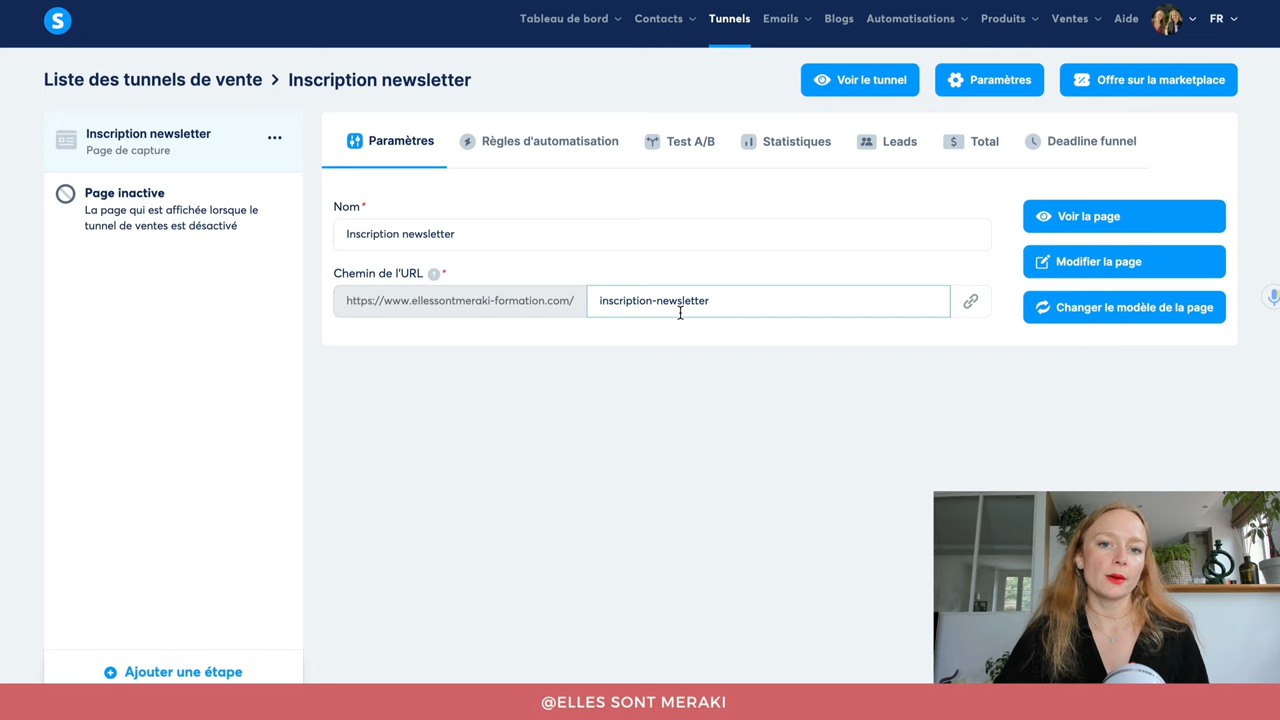 S
Tableau de bord
Contacts
Tunnels
Emails
Blogs
Automatisations
Produits
Ventes
Aide
FR
Liste des tunnels de vente > Inscription newsletter
Voir le tunnel
Paramètres
Offre sur la marketplace
Inscription newsletter
Page de capture
Page inactive
La page qui est affichée lorsque le
tunnel de ventes est désactivé
Ajouter une étape
Paramètres
Règles d'automatisation
Test A/B
Statistiques
Leads
$ Total
Deadline funnel
Nom*
Inscription newsletter
Chemin de l'URL ? *
https://www.ellessontmeraki-formation.com/
inscription-newsletter
Voir la page
Modifier la page
Changer le modèle de la page
@ELLES SONT MERAKI